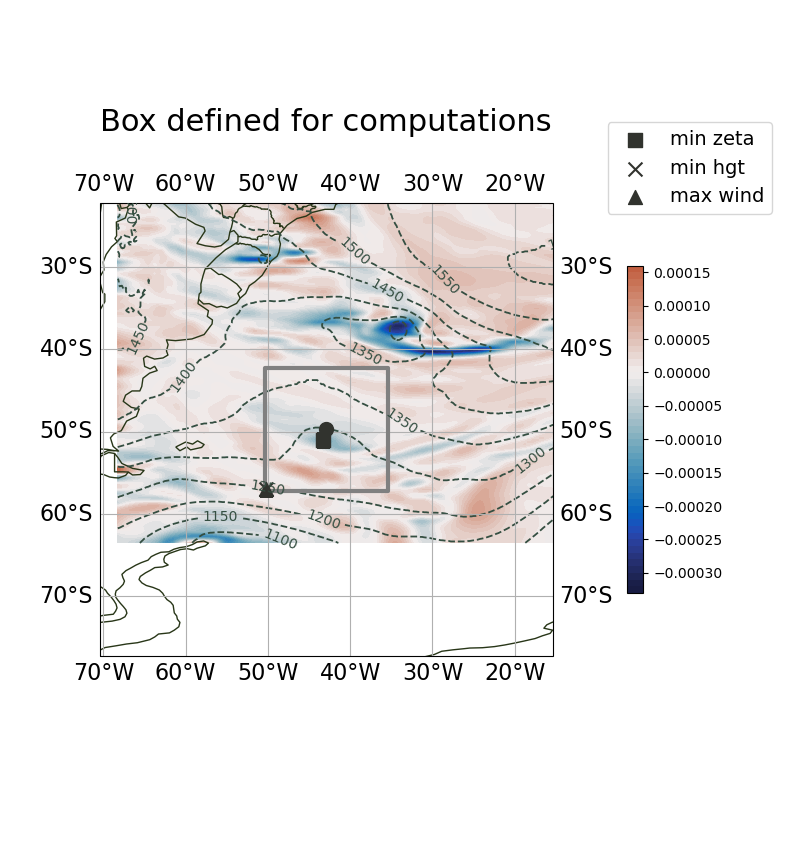 Box defined for computations
min zeta
min hgt
max wind
70°W 60°W 50°W 40°W 30°W 20°W
30°S 30°S
40°S 40°S
50°S 50°S
60°S 60°S
70°S 70°S
70°W 60°W 50°W 40°W 30°W 20°W
1500
1550
1450
1450
1350
1400
1350
1300
1250
1200
1150
1100
0.00015
0.00010
0.00005
0.00000
−0.00005
−0.00010
−0.00015
−0.00020
−0.00025
−0.00030